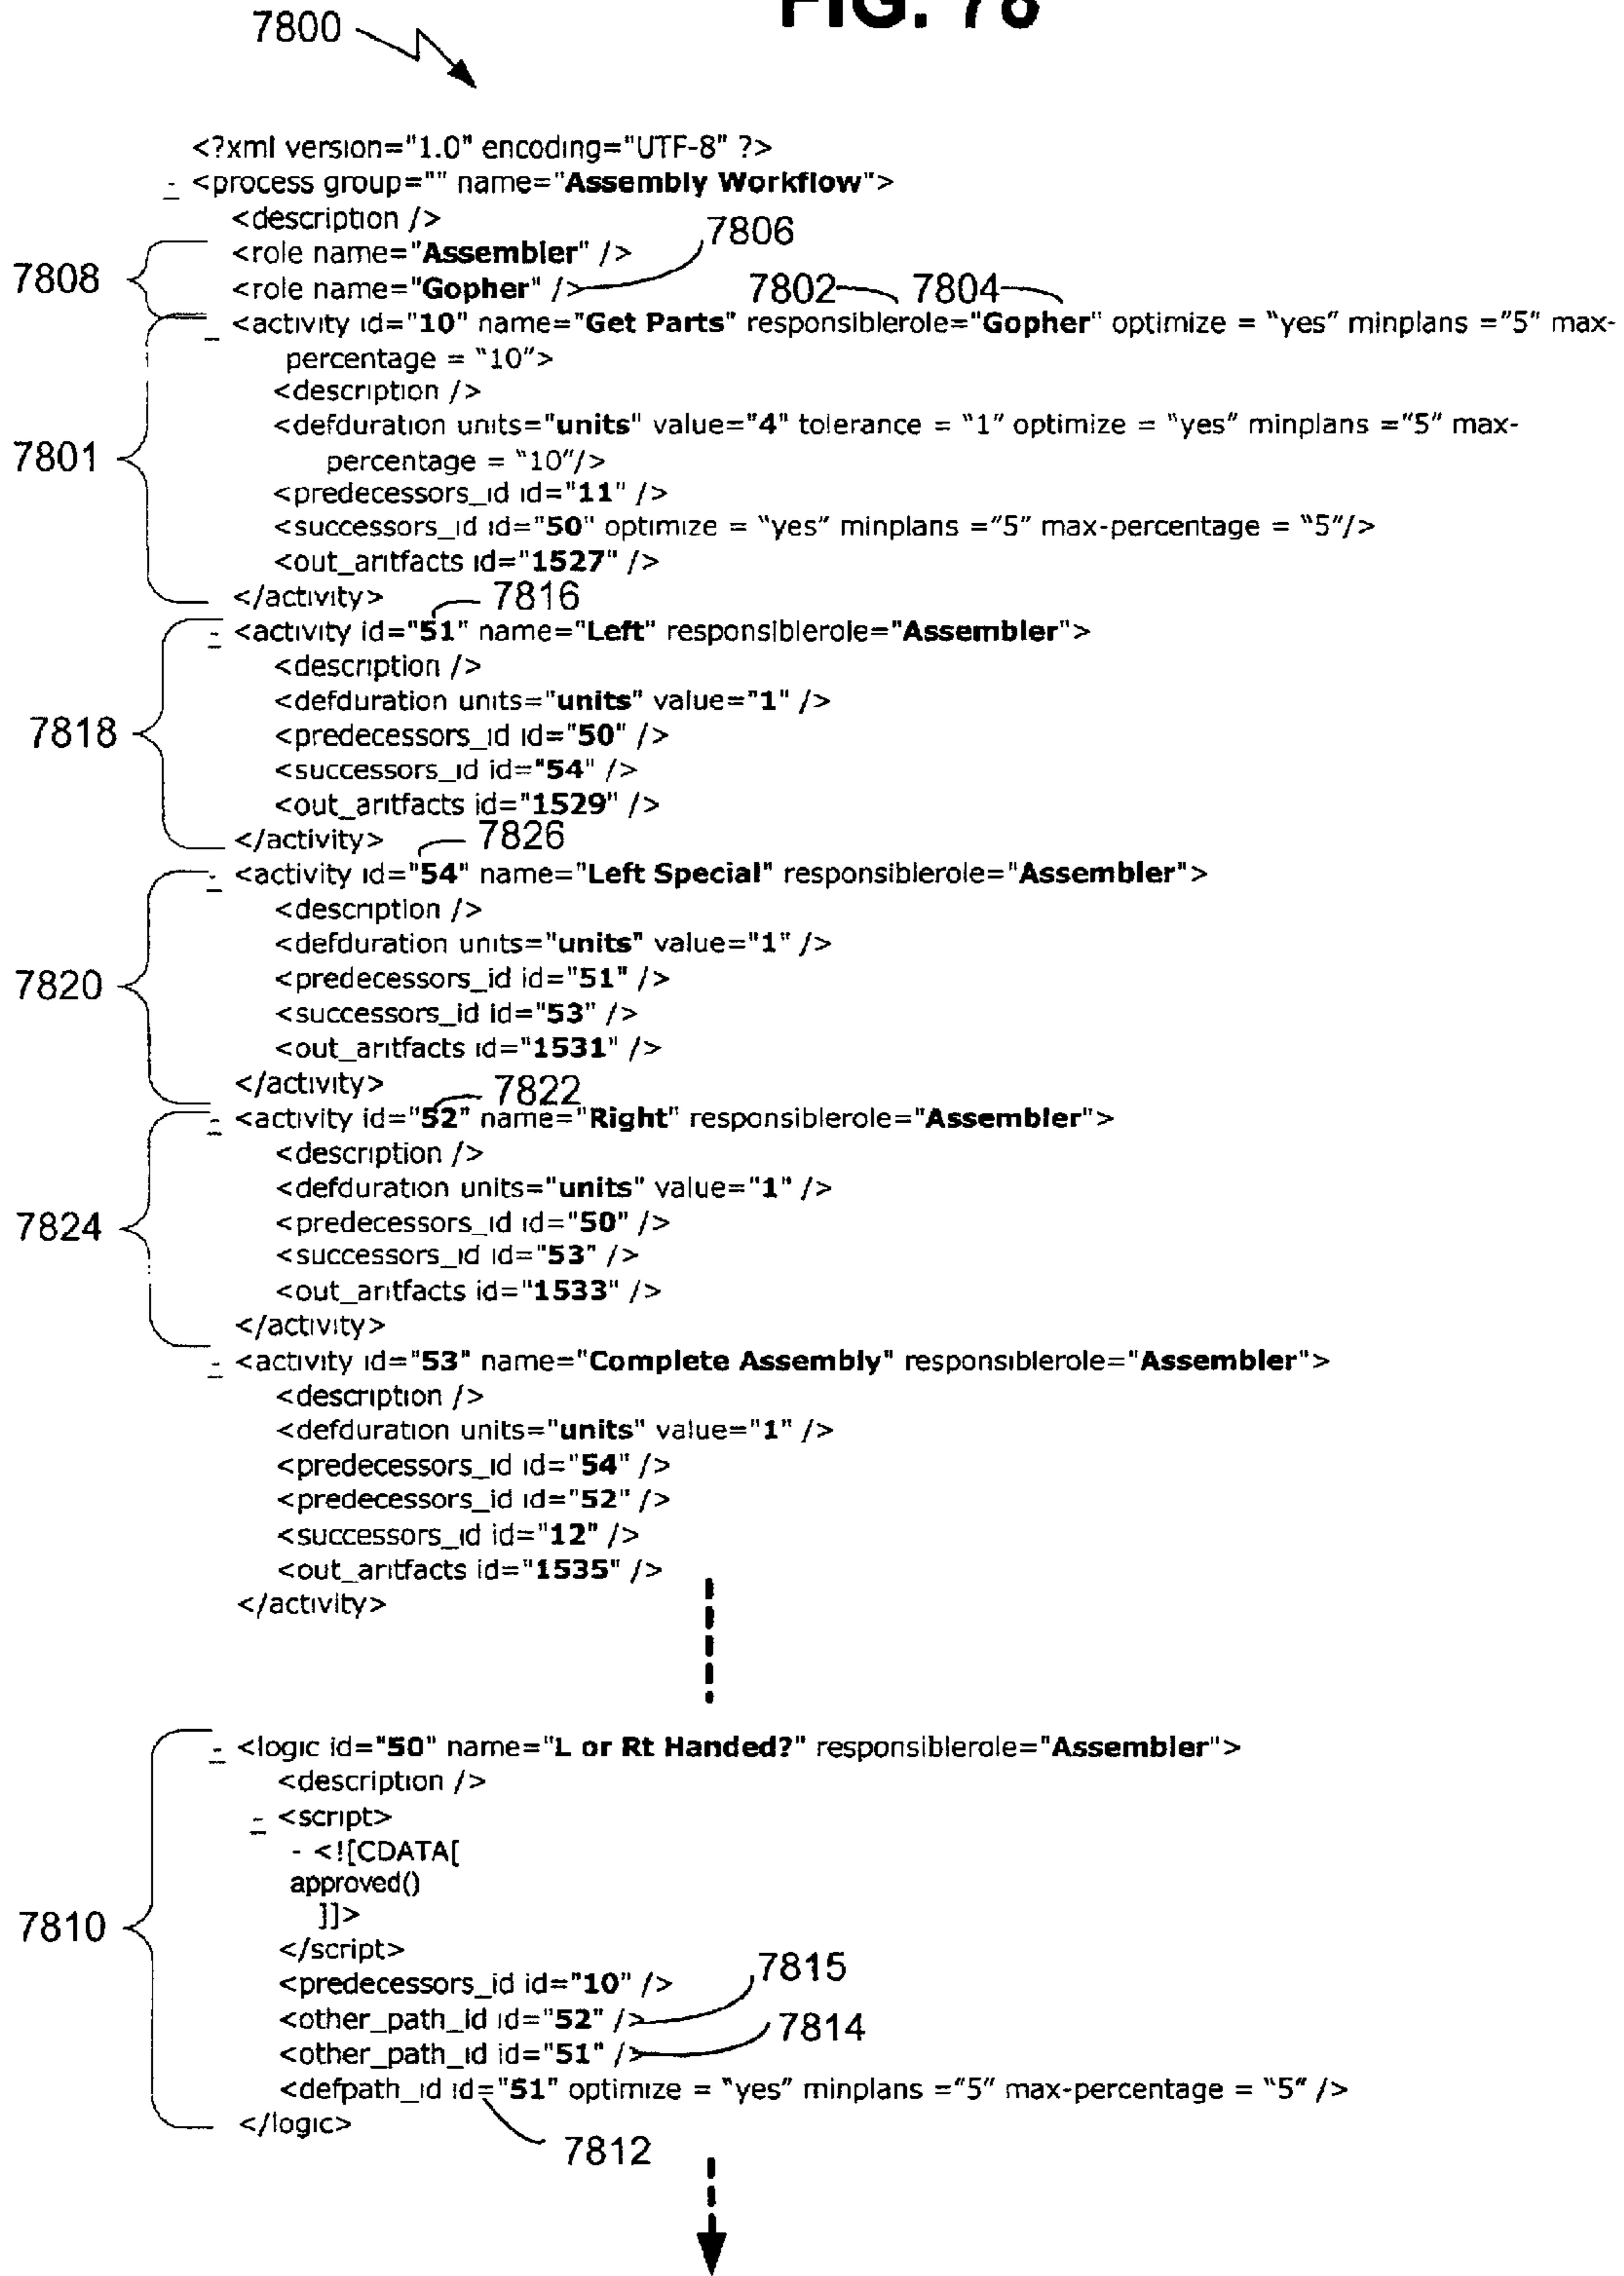 FIG. 78
7800
<?xml version="1.0" encoding="UTF-8" ?>
- <process group="" name="Assembly Workflow">
<description />
7806
7808
<role name="Assembler" />
<role name="Gopher" />
7802 7804
- <activity id="10" name="Get Parts" responsiblerole="Gopher" optimize = "yes" minplans ="5" max-
percentage = "10">
<description />
<defduration units="units" value="4" tolerance = "1" optimize = "yes" minplans ="5" max-
7801
percentage = "10"/>
<predecessors_id id="11" />
<successors_id id="50" optimize = "yes" minplans ="5" max-percentage = "5"/>
<out_aritfacts id="1527" />
</activity>
7816
- <activity id="51" name="Left" responsiblerole="Assembler">
<description />
<defduration units="units" value="1" />
7818
<predecessors_id id="50" />
<successors_id id="54" />
<out_aritfacts id="1529" />
</activity>
7826
- <activity id="54" name="Left Special" responsiblerole="Assembler">
<description />
<defduration units="units" value="1" />
7820
<predecessors_id id="51" />
<successors_id id="53" />
<out_aritfacts id="1531" />
</activity>
7822
- <activity id="52" name="Right" responsiblerole="Assembler">
<description />
<defduration units="units" value="1" />
7824
<predecessors_id id="50" />
<successors_id id="53" />
<out_aritfacts id="1533" />
</activity>
- <activity id="53" name="Complete Assembly" responsiblerole="Assembler">
<description />
<defduration units="units" value="1" />
<predecessors_id id="54" />
<predecessors_id id="52" />
<successors_id id="12" />
<out_aritfacts id="1535" />
</activity>
- <logic id="50" name="L or Rt Handed?" responsiblerole="Assembler">
<description />
- <script>
- <![CDATA[
approved()
]]>
7810
</script>
7815
<predecessors_id id="10" />
<other_path_id id="52" />
7814
<other_path_id id="51" />
<defpath_id id="51" optimize = "yes" minplans ="5" max-percentage = "5" />
</logic>
7812